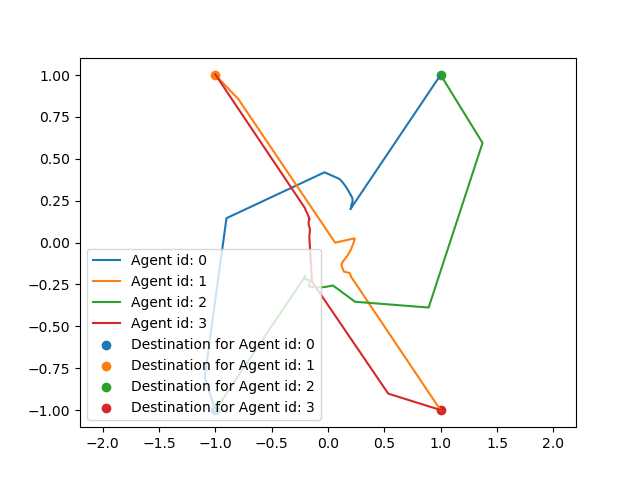 1.00
0.75
0.50
0.25
0.00
−0.25
−0.50
−0.75
−1.00
Agent id: 0
Agent id: 1
Agent id: 2
Agent id: 3
Destination for Agent id: 0
Destination for Agent id: 1
Destination for Agent id: 2
Destination for Agent id: 3
−2.0 −1.5 −1.0 −0.5 0.0 0.5 1.0 1.5 2.0